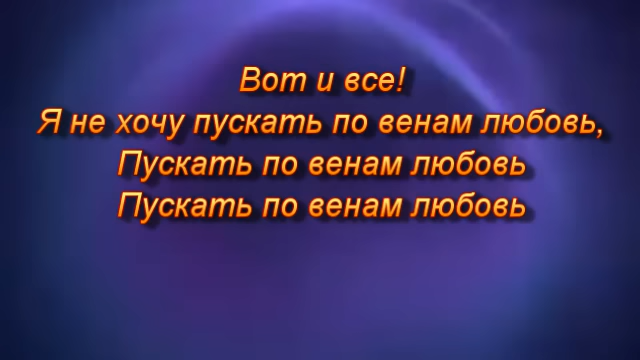 Вот и все!
Я не хочу пускать по венам любовь,
Пускать по венам любовь
Пускать по венам любовь